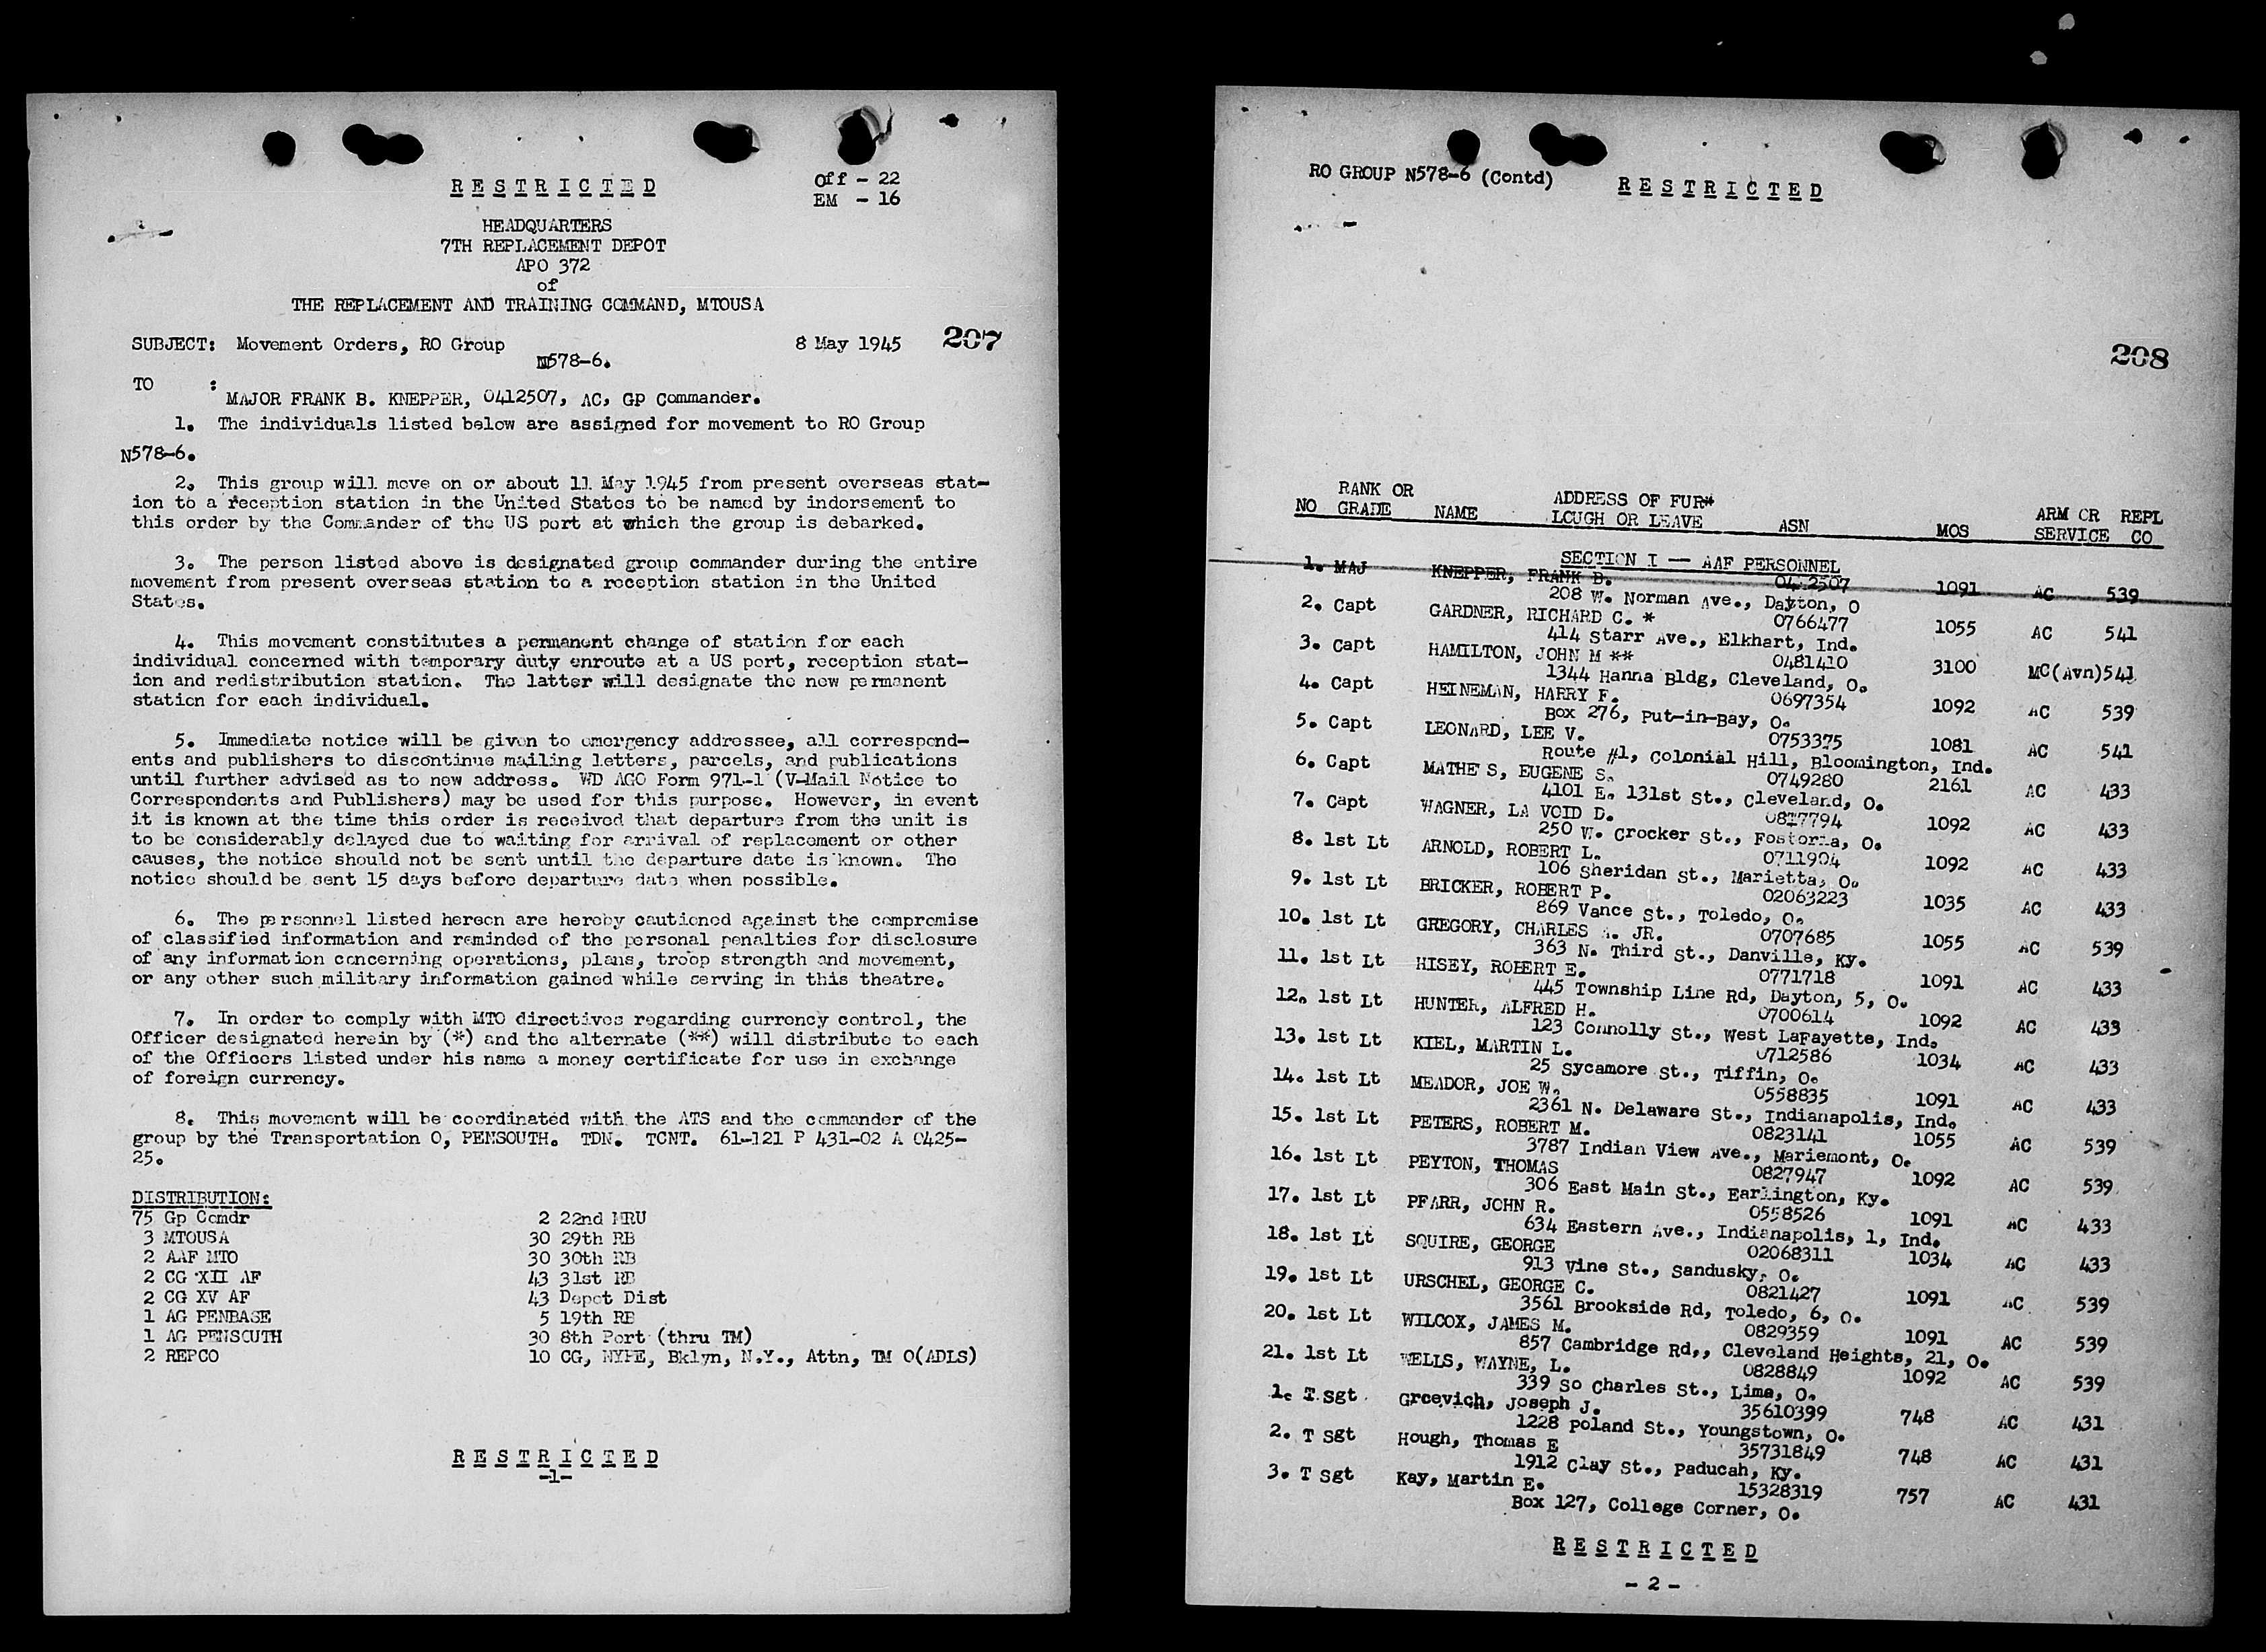 RESTRICTED
Off - 22
EM - 16
HEADQUARTERS
7TH REPLACEMENT DEPOT
APO 372
of
THE REPLACEMENT AND TRAINING COMMAND, MTOUSA
SUBJECT: Movement Orders, RO Group 8 May 1945 207
N578-6.
TO :
MAJOR FRANK B. KNEPPER, 0412507, AC, Gp Commander.
1. The individuals listed below are assigned for movement to RO Group
N578-6.
2. This group will move on or about 11 May 1945 from present overseas stat-
ion to a reception station in the United States to be named by indorsement to
this order by the Commander of the US port at which the group is debarked.
3. The person listed above is designated group commander during the entire
movement from present overseas station to a reception station in the United
States.
4. This movement constitutes a permanent change of station for each
individual concerned with temporary duty enroute at a US port, reception stat-
ion and redistribution station. The latter will designate the new permanent
station for each individual.
5. Immediate notice will be given to emergency addressee, all correspond-
ents and publishers to discontinue mailing letters, parcels, and publications
until further advised as to new address. WD AGO Form 971-1 (V-Mail Notice to
Correspondents and Publishers) may be used for this purpose. However, in event
it is known at the time this order is received that departure from the unit is
to be considerably delayed due to waiting for arrival of replacement or other
causes, the notice should not be sent until the departure date is known. The
notice should be sent 15 days before departure date when possible.
6. The personnel listed hereon are hereby cautioned against the compromise
of classified information and reminded of the personal penalties for disclosure
of any information concerning operations, plans, troop strength and movement,
or any other such military information gained while serving in this theatre.
7. In order to comply with MTO directives regarding currency control, the
Officer designated herein by (*) and the alternate (**) will distribute to each
of the Officers listed under his name a money certificate for use in exchange
of foreign currency.
8. This movement will be coordinated with the ATS and the commander of the
group by the Transportation O, PENSOUTH. TDN. TCNT. 61-121 P 431-02 A 0425-
25.
DISTRIBUTION:
75 Gp Comdr 2 22nd MRU
3 MTOUSA 30 29th RB
2 AAF MTO 30 30th RB
2 CG XII AF 43 31st RB
2 CG XV AF 43 Depot Dist
1 AG PENBASE 5 19th RB
1 AG PENSOUTH 30 8th Port (thru TM)
2 REPCO 10 CG, NYPE, Bklyn, N.Y., Attn, TM O(ADLS)
RESTRICTED
-1-
RO GROUP N578-6 (Contd) RESTRICTED
208
RANK OR ADDRESS OF FUR* ARM OR REPL
NO GRADE NAME LOUGH OR LEAVE ASN MOS SERVICE CO
SECTION I -- AAF PERSONNEL
1. MAJ KNEPPER, FRANK B. 0412507 1091 AC 539
208 W. Norman Ave., Dayton, O
2. Capt GARDNER, RICHARD C. * 0766477 1055 AC 541
414 Starr Ave., Elkhart, Ind.
3. Capt HAMILTON, JOHN M ** 0481410 3100 MC(Avn)541
1344 Hanna Bldg, Cleveland, O.
4. Capt HEINEMAN, HARRY F. 0697354 1092 AC 539
Box 276, Put-in-Bay, O.
5. Capt LEONARD, LEE V. 0753375 1081 AC 541
Route #1, Colonial Hill, Bloomington, Ind.
6. Capt MATHE S, EUGENE S. 0749280 2161 AC 433
4101 E. 131st St., Cleveland, O.
7. Capt WAGNER, LA VOID D. 0817794 1092 AC 433
250 W. Crocker St., Fostoria, O.
8. 1st Lt ARNOLD, ROBERT L. 0711904 1092 AC 433
106 Sheridan St., Marietta, O.
9. 1st Lt BRICKER, ROBERT P. 02063223 1035 AC 433
869 Vance St., Toledo, O.
10. 1st Lt GREGORY, CHARLES A. JR. 0707685 1055 AC 539
363 N. Third St., Danville, Ky.
11. 1st Lt HISEY, ROBERT E. 0771718 1091 AC 433
445 Township Line Rd, Dayton, 5, O.
12. 1st Lt HUNTER, ALFRED H. 0700614 1092 AC 433
123 Connolly St., West LaFayette, Ind.
13. 1st Lt KIEL, MARTIN L. 0712586 1034 AC 433
25 Sycamore St., Tiffin, O.
14. 1st Lt MEADOR, JOE W. 0558835 1091 AC 433
2361 N. Delaware St., Indianapolis, Ind.
15. 1st Lt PETERS, ROBERT M. 0823141 1055 AC 539
3787 Indian View Ave., Mariemont, O.
16. 1st Lt PEYTON, THOMAS 0827947 1092 AC 539
306 East Main St., Earlington, Ky.
17. 1st Lt PFARR, JOHN R. 0558526 1091 AC 433
634 Eastern Ave., Indianapolis, 1, Ind.
18. 1st Lt SQUIRE, GEORGE 02068311 1034 AC 433
913 Vine St., Sandusky, O.
19. 1st Lt URSCHEL, GEORGE C. 0821427 1091 AC 539
3561 Brookside Rd, Toledo, 6, O.
20. 1st Lt WILCOX, JAMES M. 0829359 1091 AC 539
857 Cambridge Rd,, Cleveland Heights, 21, O.
21. 1st Lt WELLS, WAYNE, L. 0828849 1092 AC 539
339 So Charles St., Lima, O.
1. T Sgt Grcevich, Joseph J. 35610399 748 AC 431
1228 Poland St., Youngstown, O.
2. T Sgt Hough, Thomas E 35731849 748 AC 431
1912 Clay St., Paducah, Ky.
3. T Sgt Kay, Martin E. 15328319 757 AC 431
Box 127, College Corner, O.
RESTRICTED
- 2 -